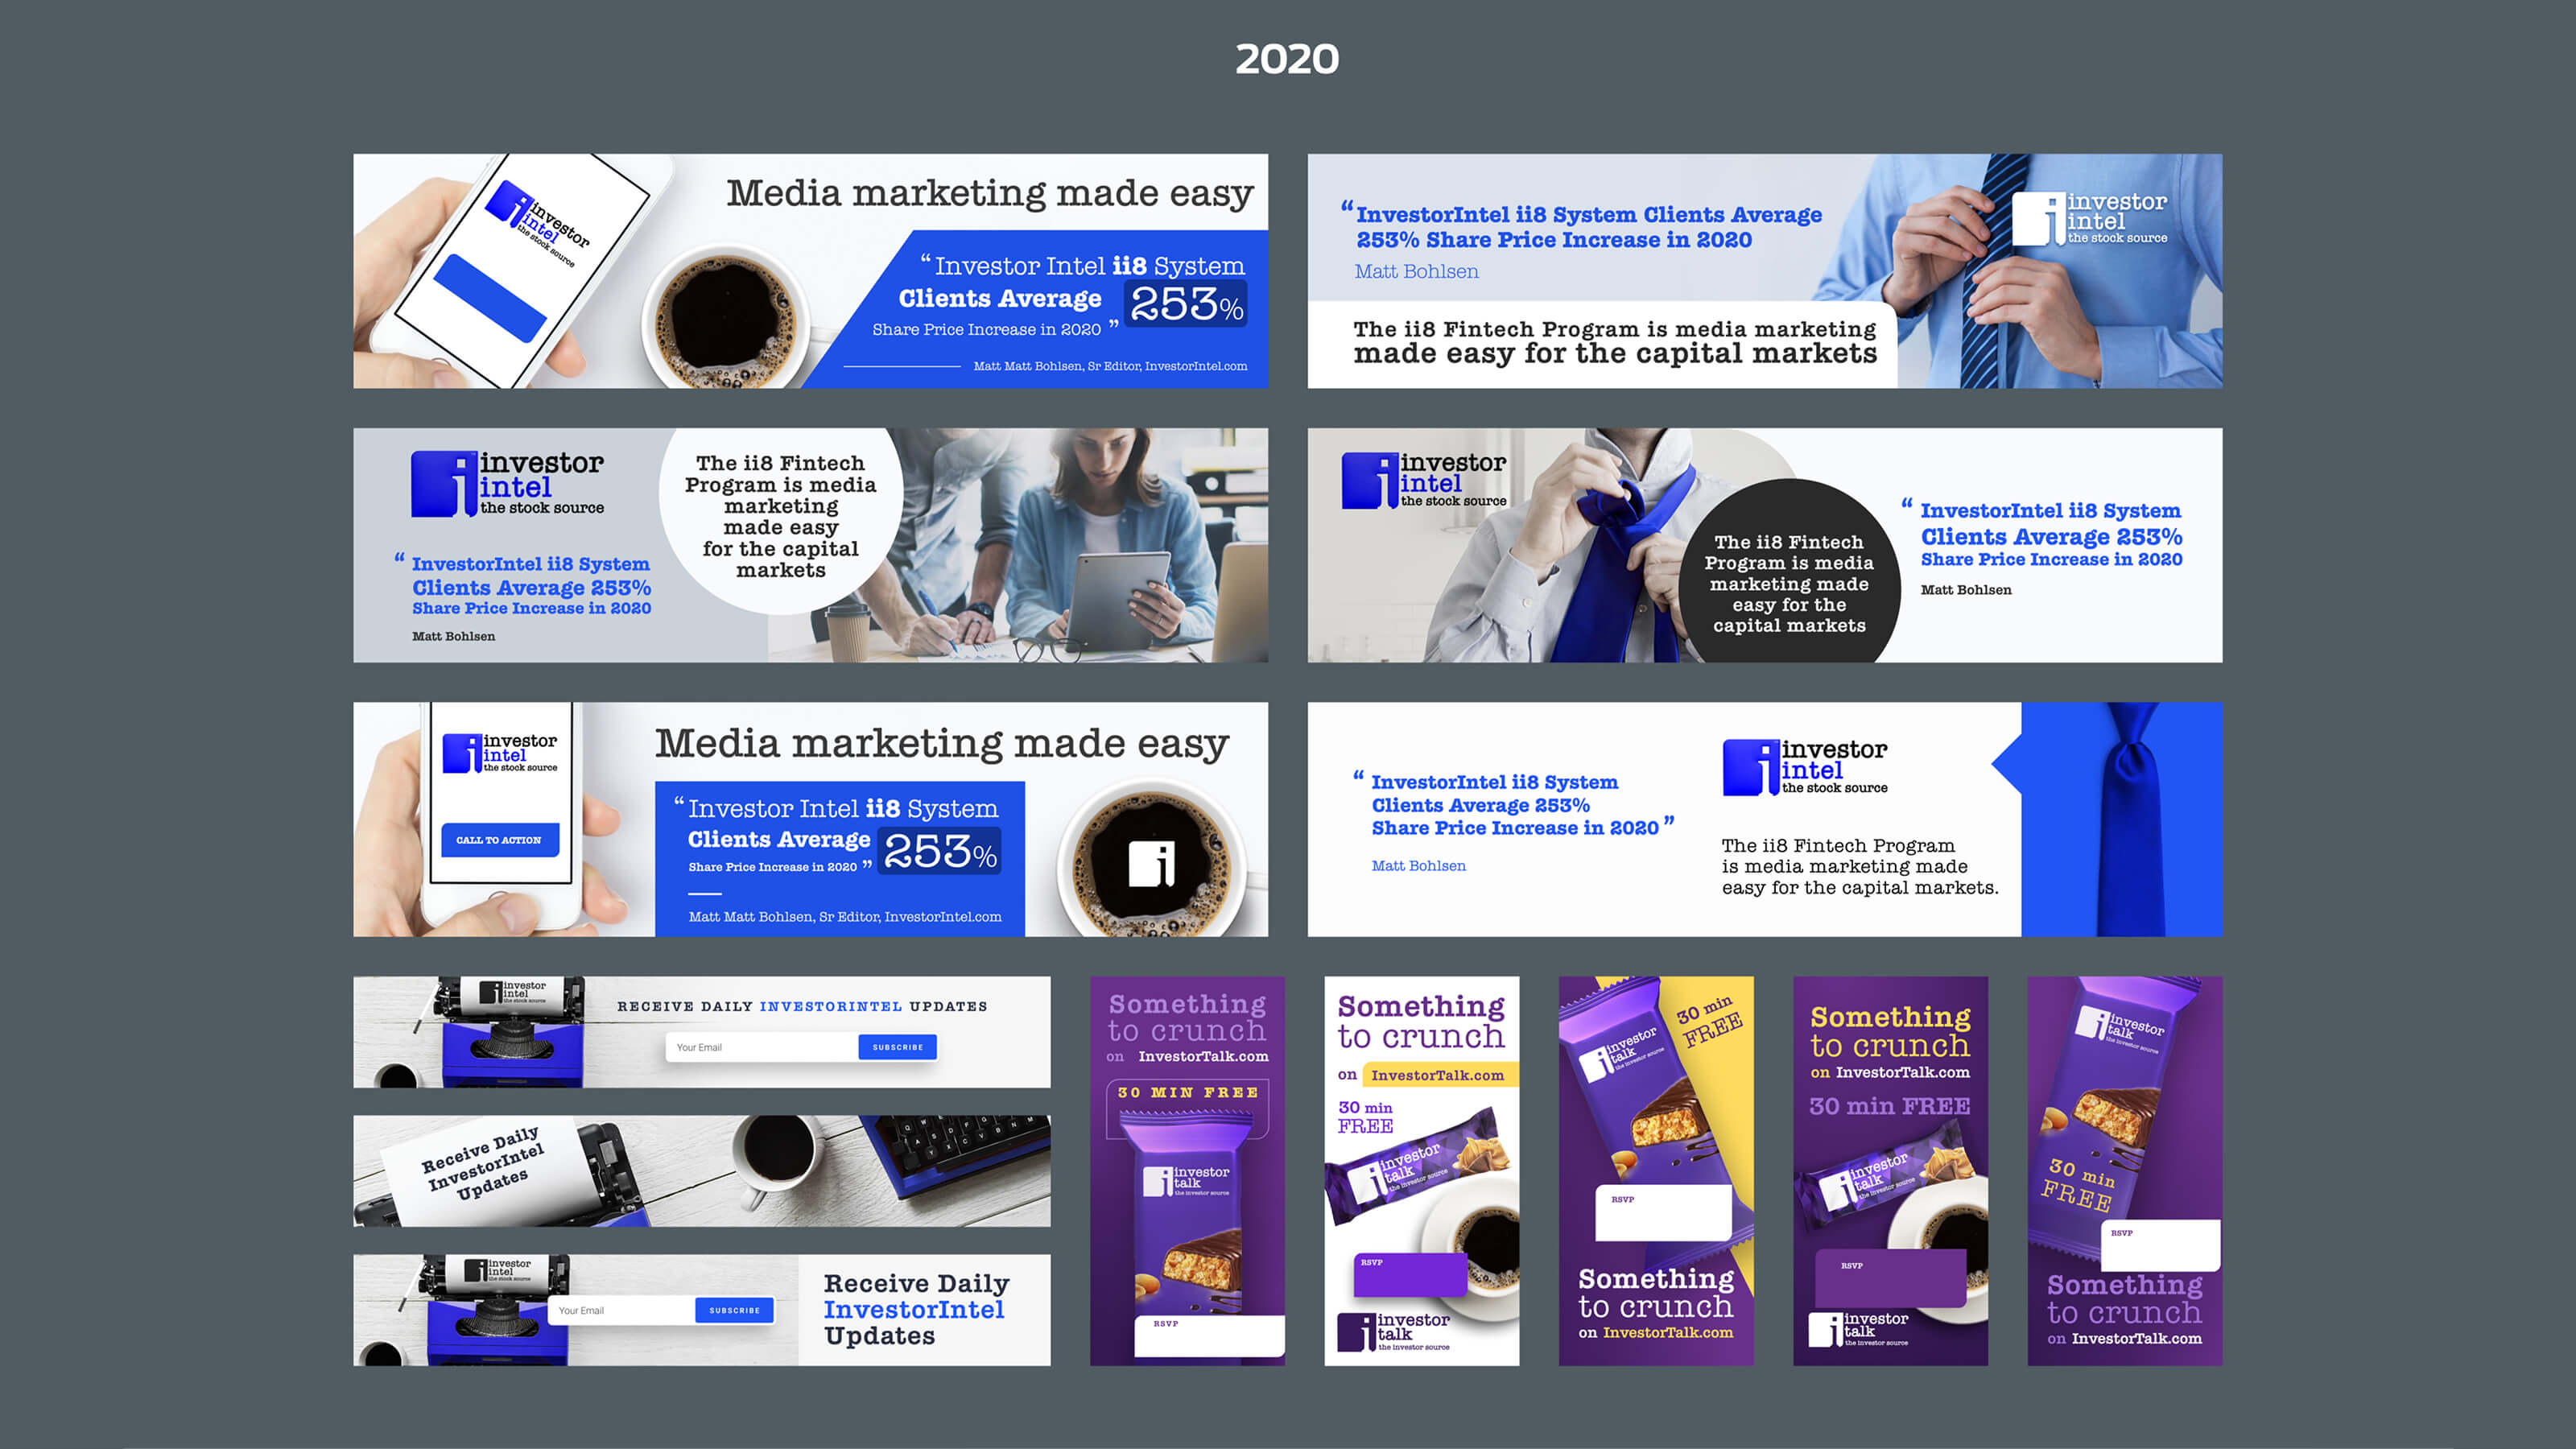 2020
investor
intel
the stock source
Media marketing made easy
“ Investor Intel ii8 System
Clients Average 253%
Share Price Increase in 2020 ”
Matt Matt Bohlsen, Sr Editor, InvestorIntel.com
“ InvestorIntel ii8 System Clients Average
253% Share Price Increase in 2020
Matt Bohlsen
The ii8 Fintech Program is media marketing
made easy for the capital markets
investor
intel
the stock source
investor
intel
the stock source
“ InvestorIntel ii8 System
Clients Average 253%
Share Price Increase in 2020
Matt Bohlsen
The ii8 Fintech
Program is media
marketing
made easy
for the capital
markets
investor
intel
the stock source
The ii8 Fintech
Program is media
marketing made
easy for the
capital markets
“ InvestorIntel ii8 System
Clients Average 253%
Share Price Increase in 2020
Matt Bohlsen
investor
intel
the stock source
CALL TO ACTION
Media marketing made easy
“ Investor Intel ii8 System
Clients Average 253%
Share Price Increase in 2020 ”
Matt Matt Bohlsen, Sr Editor, InvestorIntel.com
“ InvestorIntel ii8 System
Clients Average 253%
Share Price Increase in 2020 ”
Matt Bohlsen
investor
intel
the stock source
The ii8 Fintech Program
is media marketing made
easy for the capital markets.
investor
intel
the stock source
RECEIVE DAILY INVESTORINTEL UPDATES
Your Email
SUBSCRIBE
Receive Daily
InvestorIntel
Updates
investor
intel
the stock source
Your Email
SUBSCRIBE
Receive Daily
InvestorIntel
Updates
Something
to crunch
on InvestorTalk.com
30 MIN FREE
investor
talk
the investor source
RSVP
Something
to crunch
on InvestorTalk.com
30 min
FREE
investor
talk
the investor source
RSVP
investor
talk
the investor source
30 min
FREE
investor
talk
the investor source
RSVP
Something
to crunch
on InvestorTalk.com
Something
to crunch
on InvestorTalk.com
30 min FREE
investor
talk
the investor source
RSVP
investor
talk
the investor source
investor
talk
the investor source
30 min
FREE
RSVP
Something
to crunch
on InvestorTalk.com